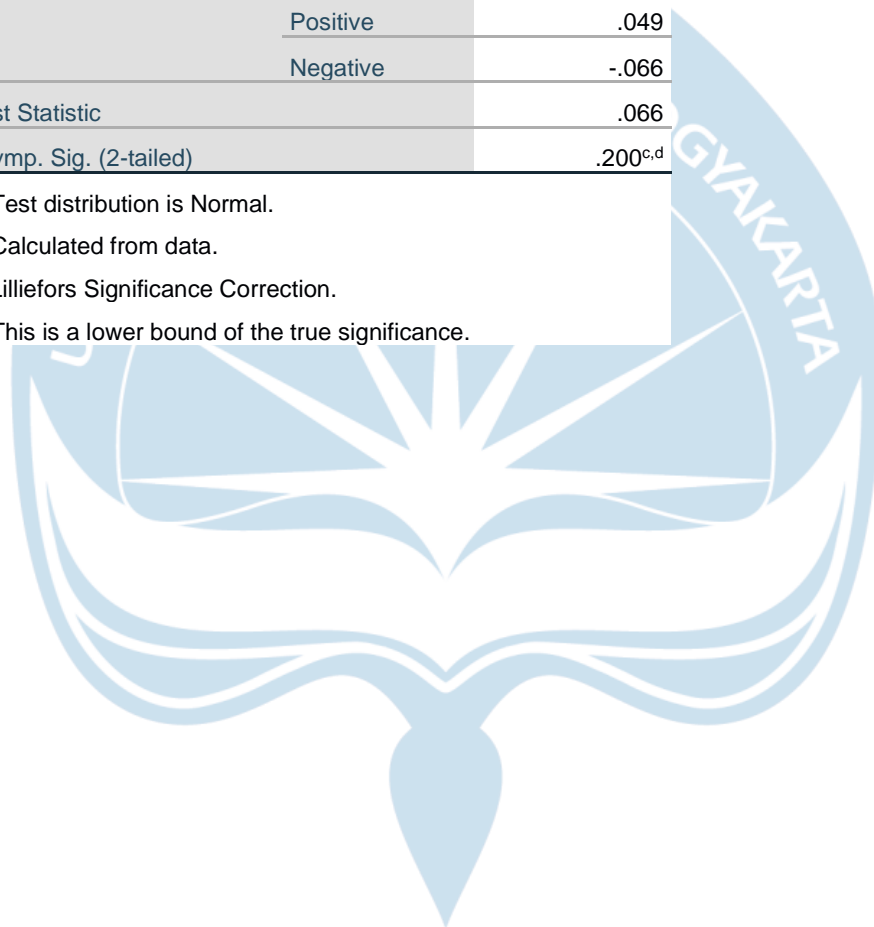 Positive .049
Negative -.066
st Statistic .066
ymp. Sig. (2-tailed) .200c,d
Test distribution is Normal.
Calculated from data.
Lilliefors Significance Correction.
This is a lower bound of the true significance.
OGYAKARTA
U